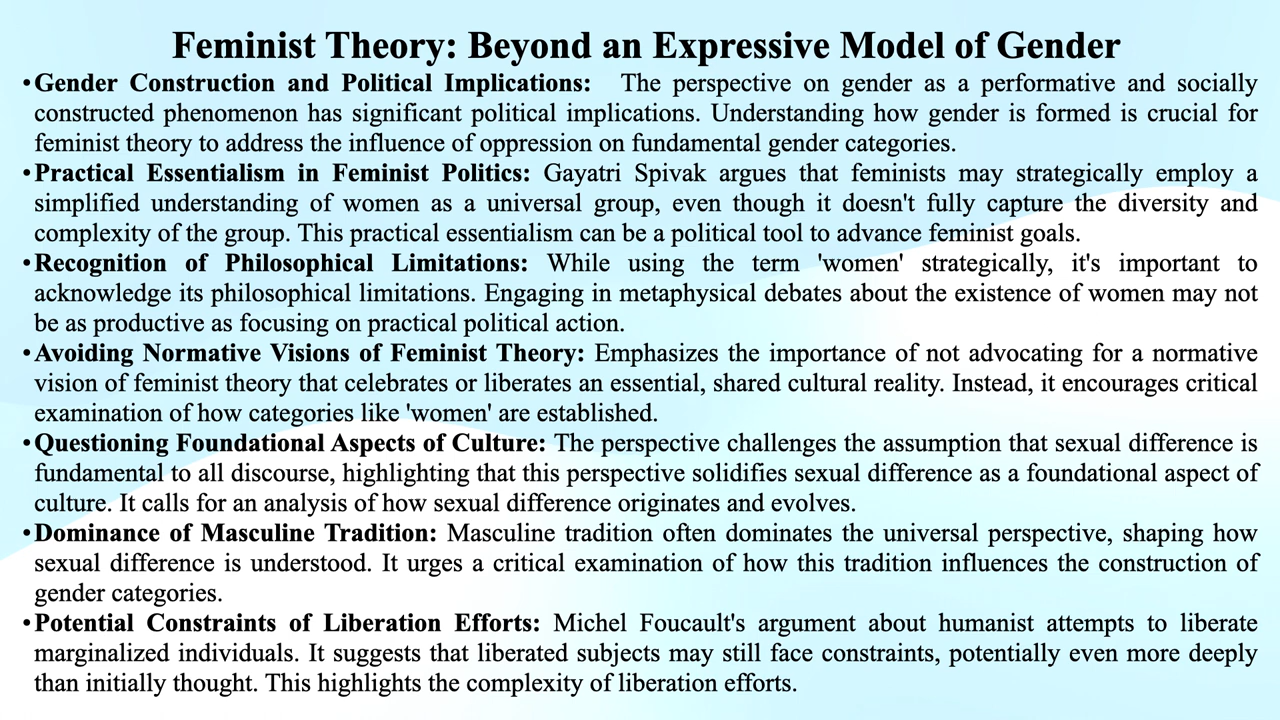 Feminist Theory: Beyond an Expressive Model of Gender
•Gender Construction and Political Implications: The perspective on gender as a performative and socially
constructed phenomenon has significant political implications. Understanding how gender is formed is crucial for
feminist theory to address the influence of oppression on fundamental gender categories.
•Practical Essentialism in Feminist Politics: Gayatri Spivak argues that feminists may strategically employ a
simplified understanding of women as a universal group, even though it doesn't fully capture the diversity and
complexity of the group. This practical essentialism can be a political tool to advance feminist goals.
•Recognition of Philosophical Limitations: While using the term 'women' strategically, it's important to
acknowledge its philosophical limitations. Engaging in metaphysical debates about the existence of women may not
be as productive as focusing on practical political action.
•Avoiding Normative Visions of Feminist Theory: Emphasizes the importance of not advocating for a normative
vision of feminist theory that celebrates or liberates an essential, shared cultural reality. Instead, it encourages critical
examination of how categories like 'women' are established.
•Questioning Foundational Aspects of Culture: The perspective challenges the assumption that sexual difference is
fundamental to all discourse, highlighting that this perspective solidifies sexual difference as a foundational aspect of
culture. It calls for an analysis of how sexual difference originates and evolves.
•Dominance of Masculine Tradition: Masculine tradition often dominates the universal perspective, shaping how
sexual difference is understood. It urges a critical examination of how this tradition influences the construction of
gender categories.
•Potential Constraints of Liberation Efforts: Michel Foucault's argument about humanist attempts to liberate
marginalized individuals. It suggests that liberated subjects may still face constraints, potentially even more deeply
than initially thought. This highlights the complexity of liberation efforts.